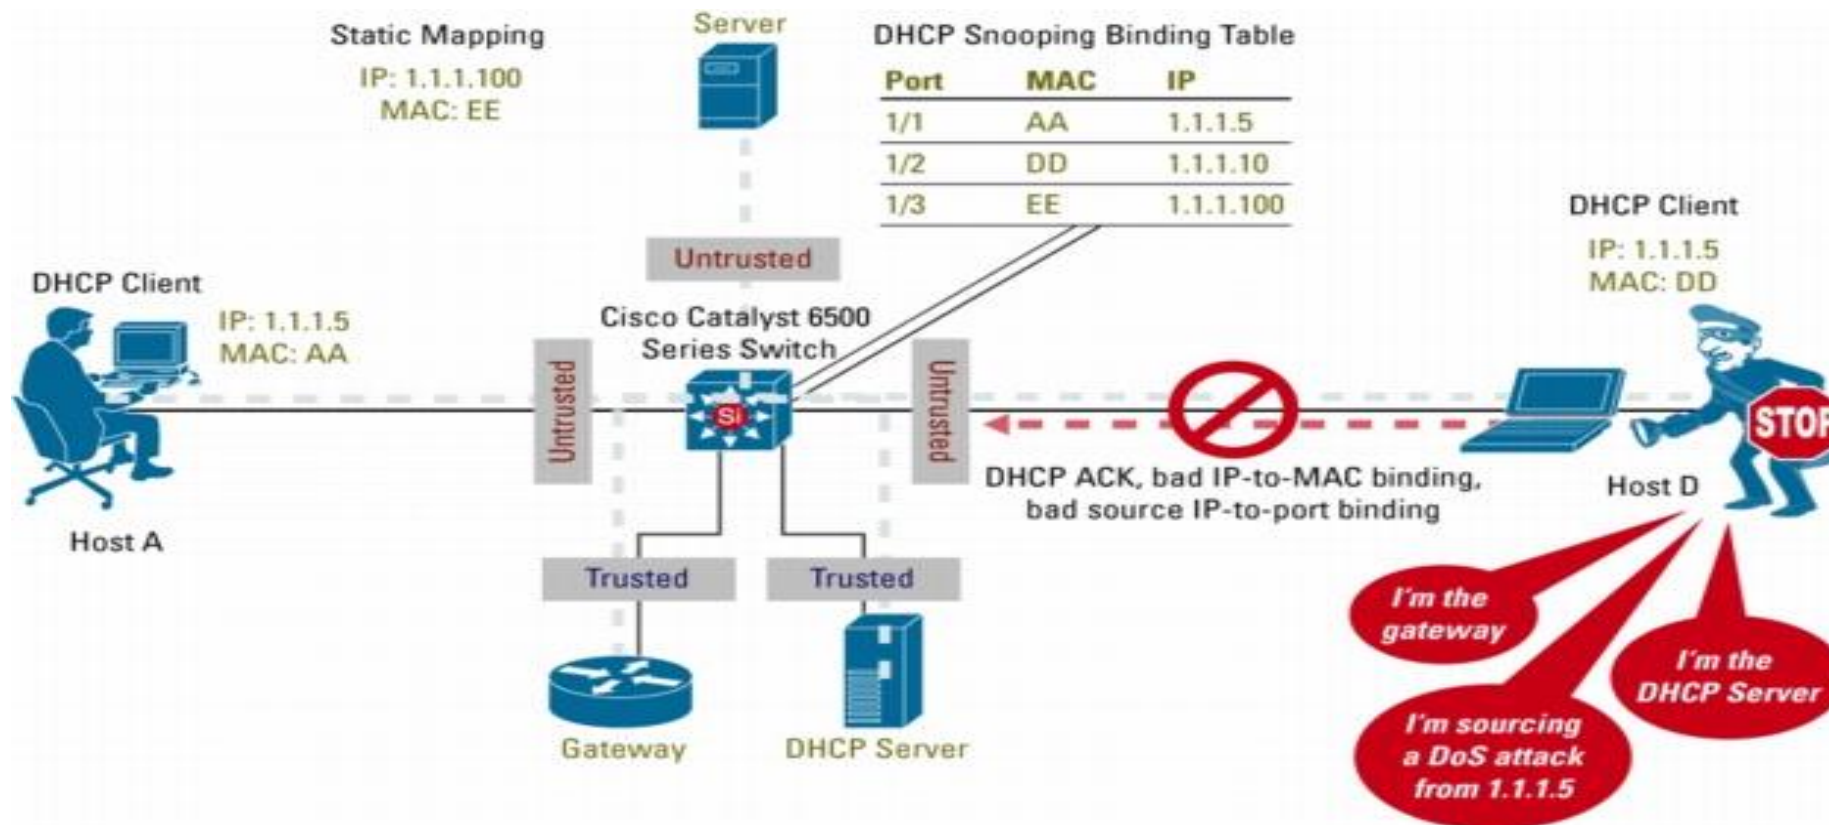 Static Mapping
IP: 1.1.1.100
MAC: EE
Server
DHCP Snooping Binding Table
Port MAC IP
1/1 AA 1.1.1.5
1/2 DD 1.1.1.10
1/3 EE 1.1.1.100
Untrusted
DHCP Client
IP: 1.1.1.5
MAC: DD
DHCP Client
IP: 1.1.1.5
MAC: AA
Cisco Catalyst 6500
Series Switch
Untrusted
Si
Untrusted
STOP
DHCP ACK, bad IP-to-MAC binding,
bad source IP-to-port binding
Host D
Host A
Trusted
Trusted
I'm the
gateway
I'm the
DHCP Server
I'm sourcing
a DoS attack
from 1.1.1.5
Gateway
DHCP Server